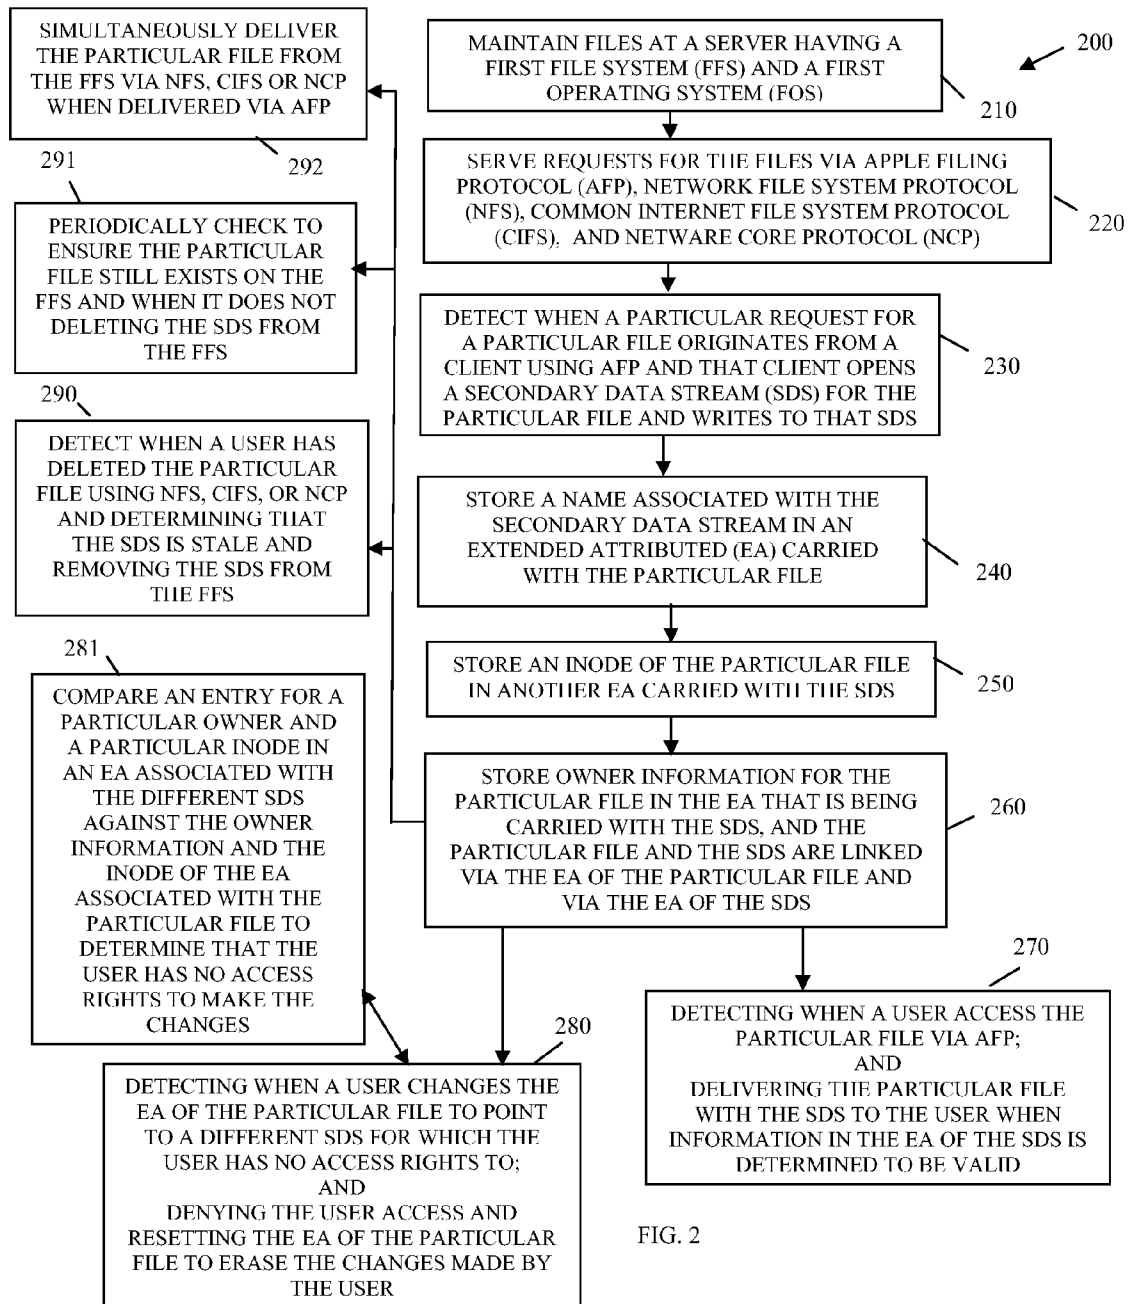 SIMULTANEOUSLY DELIVER
THE PARTICULAR FILE FROM
THE FFS VIA NFS, CIFS OR NCP
WHEN DELIVERED VIA AFP
292
291
PERIODICALLY CHECK TO
ENSURE THE PARTICULAR
FILE STILL EXISTS ON THE
FFS AND WHEN IT DOES NOT
DELETING THE SDS FROM
THE FFS
290
DETECT WHEN A USER HAS
DELETED THE PARTICULAR
FILE USING NFS, CIFS, OR NCP
AND DETERMINING THAT
THE SDS IS STALE AND
REMOVING THE SDS FROM
THE FFS
281
COMPARE AN ENTRY FOR A
PARTICULAR OWNER AND
A PARTICULAR INODE IN
AN EA ASSOCIATED WITH
THE DIFFERENT SDS
AGAINST THE OWNER
INFORMATION AND THE
INODE OF THE EA
ASSOCIATED WITH THE
PARTICULAR FILE TO
DETERMINE THAT THE
USER HAS NO ACCESS
RIGHTS TO MAKE THE
CHANGES
200
MAINTAIN FILES AT A SERVER HAVING A
FIRST FILE SYSTEM (FFS) AND A FIRST
OPERATING SYSTEM (FOS)
210
SERVE REQUESTS FOR THE FILES VIA APPLE FILING
PROTOCOL (AFP), NETWORK FILE SYSTEM PROTOCOL
(NFS), COMMON INTERNET FILE SYSTEM PROTOCOL
(CIFS), AND NETWARE CORE PROTOCOL (NCP)
220
DETECT WHEN A PARTICULAR REQUEST FOR
A PARTICULAR FILE ORIGINATES FROM A
CLIENT USING AFP AND THAT CLIENT OPENS
A SECONDARY DATA STREAM (SDS) FOR THE
PARTICULAR FILE AND WRITES TO THAT SDS
230
STORE A NAME ASSOCIATED WITH THE
SECONDARY DATA STREAM IN AN
EXTENDED ATTRIBUTED (EA) CARRIED
WITH THE PARTICULAR FILE
240
STORE AN INODE OF THE PARTICULAR FILE
IN ANOTHER EA CARRIED WITH THE SDS
250
STORE OWNER INFORMATION FOR THE
PARTICULAR FILE IN THE EA THAT IS BEING
CARRIED WITH THE SDS, AND THE
PARTICULAR FILE AND THE SDS ARE LINKED
VIA THE EA OF THE PARTICULAR FILE AND
VIA THE EA OF THE SDS
260
270
DETECTING WHEN A USER ACCESS THE
PARTICULAR FILE VIA AFP;
AND
DELIVERING THE PARTICULAR FILE
WITH THE SDS TO THE USER WHEN
INFORMATION IN THE EA OF THE SDS IS
DETERMINED TO BE VALID
280
DETECTING WHEN A USER CHANGES THE
EA OF THE PARTICULAR FILE TO POINT
TO A DIFFERENT SDS FOR WHICH THE
USER HAS NO ACCESS RIGHTS TO;
AND
DENYING THE USER ACCESS AND
RESETTING THE EA OF THE PARTICULAR
FILE TO ERASE THE CHANGES MADE BY
THE USER
FIG. 2